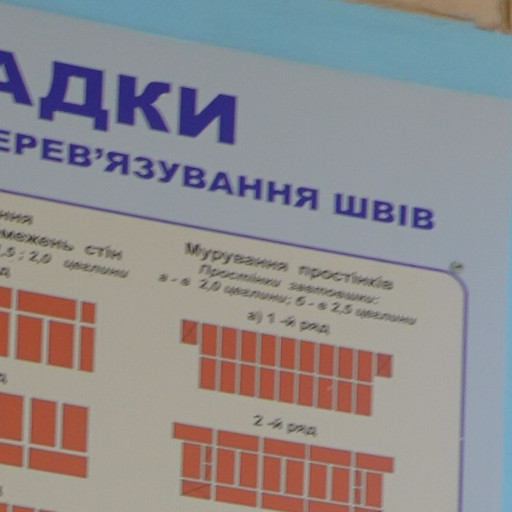 АДКИ
ЕРЕВ’ЯЗУВАННЯ ШВІВ
ння
межень стін
1,5 ; 2,0 цеглини
Мурування простінків
Простінки завтовшки:
а - в 2,0 цеглини; б - в 2,5 цеглини
а) 1 -й ряд
2 -й ряд